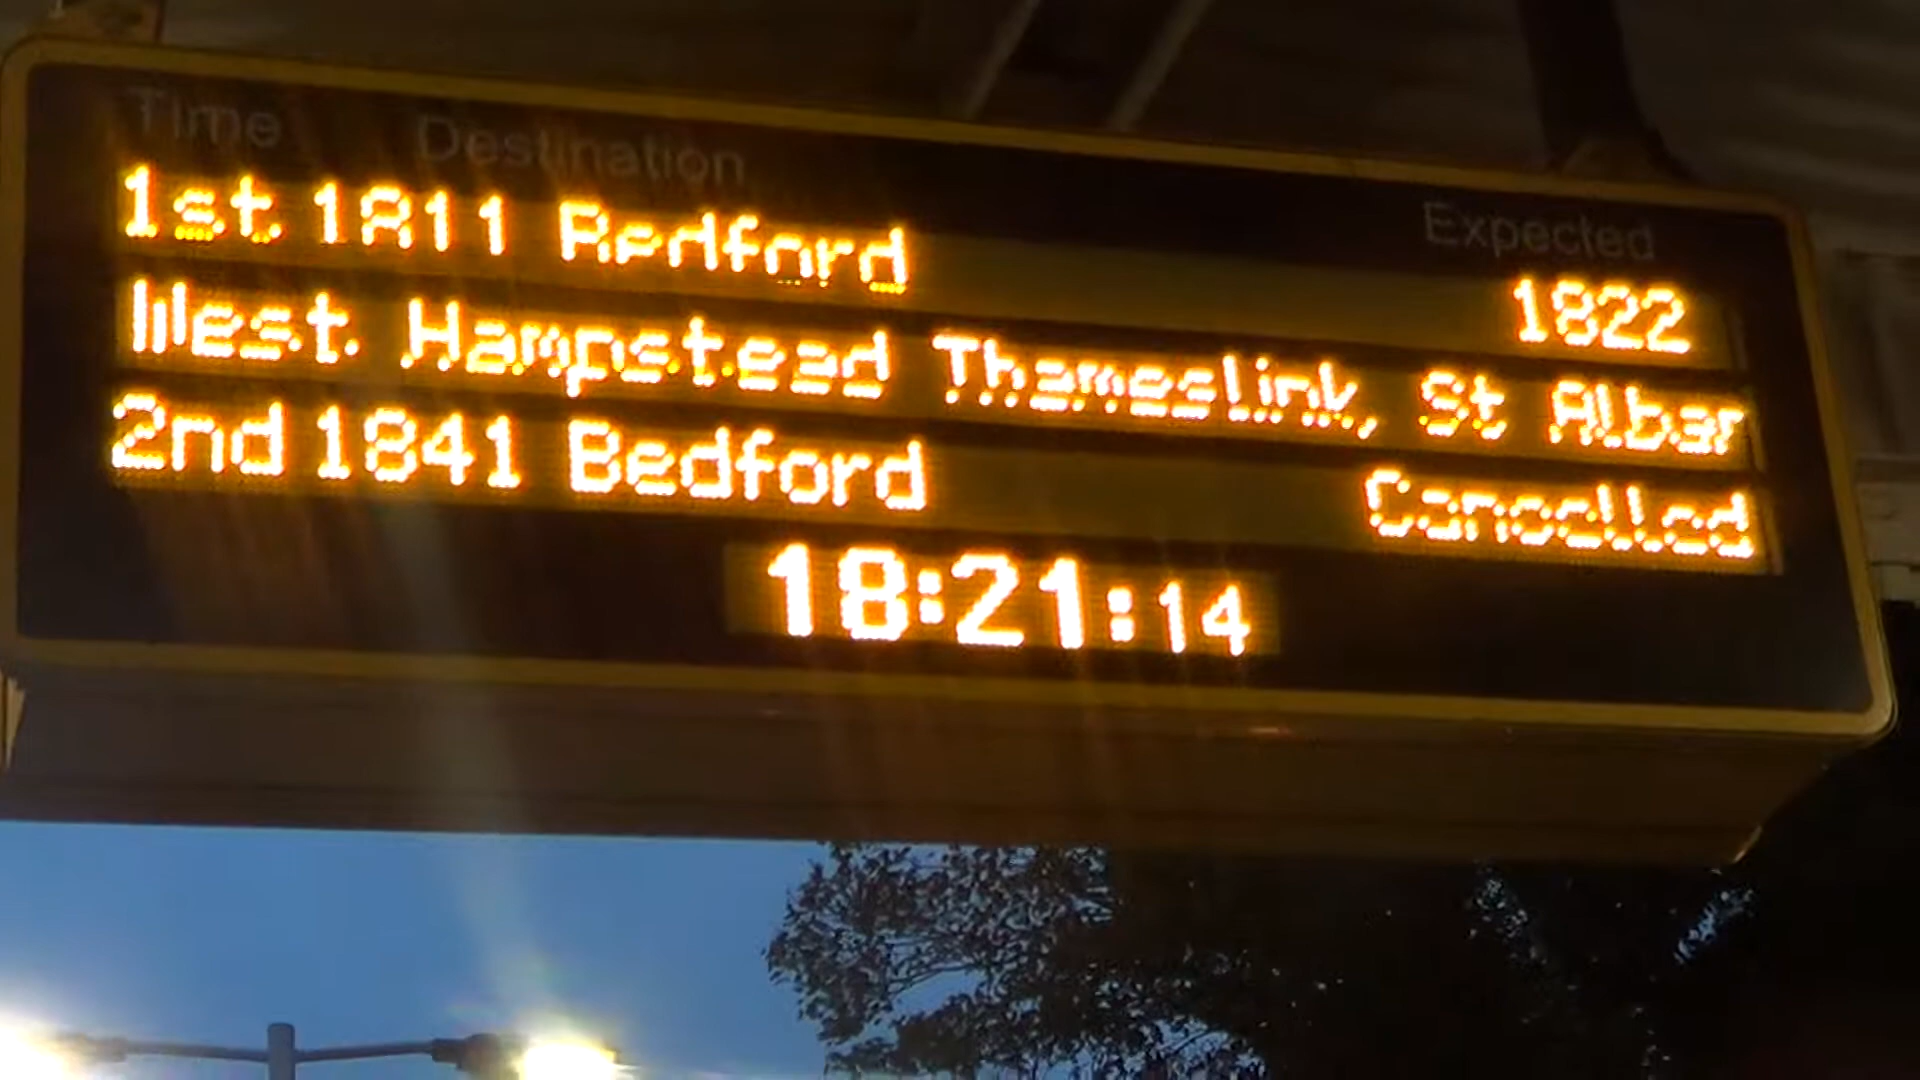 Time Destination Expected
1st 1811 Bedford 1822
West Hampstead Thameslink, St Alban
2nd 1841 Bedford Cancelled
18:21:14